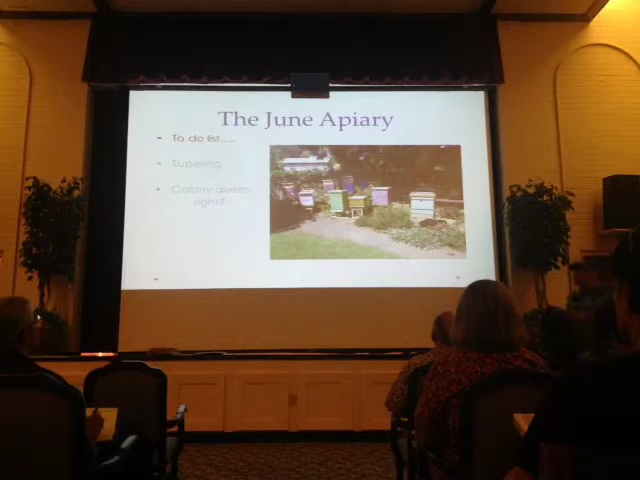 The June Apiary
- To do list.....
- Supering
- Colony queen
right?